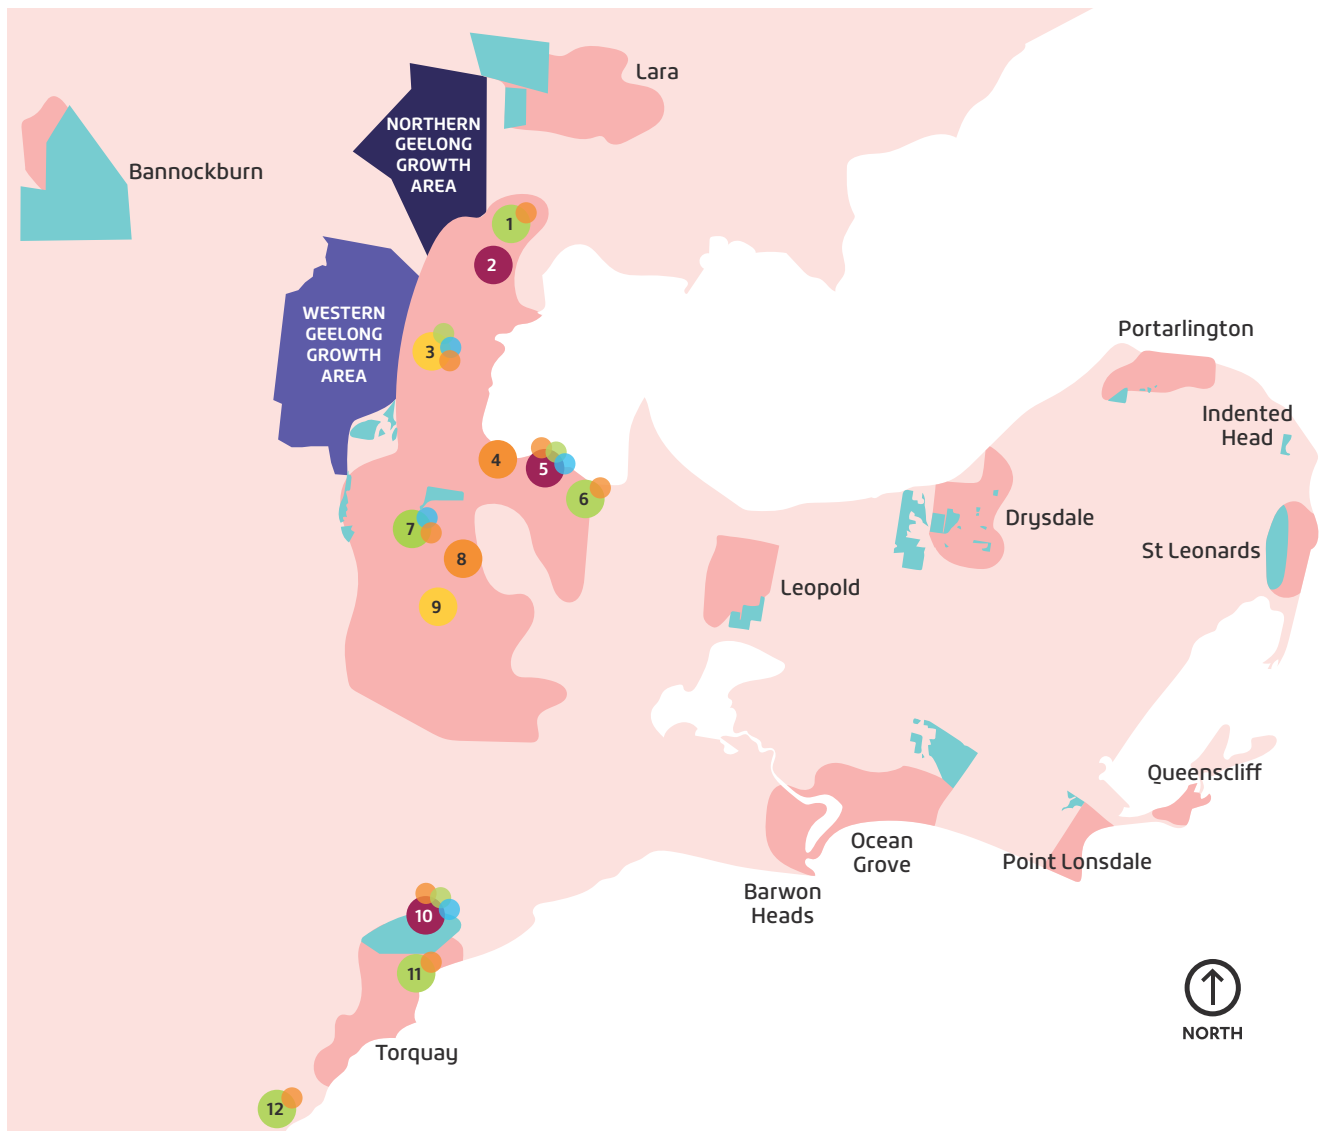 Lara
NORTHERN
GEELONG
GROWTH
AREA
Bannockburn
1
2
WESTERN
GEELONG
GROWTH
AREA
3
Portarlington
Indented
Head
4
5
6
7
8
9
Drysdale
St Leonards
Leopold
Queenscliff
Ocean
Grove
Point Lonsdale
Barwon
Heads
10
11
Torquay
12
NORTH